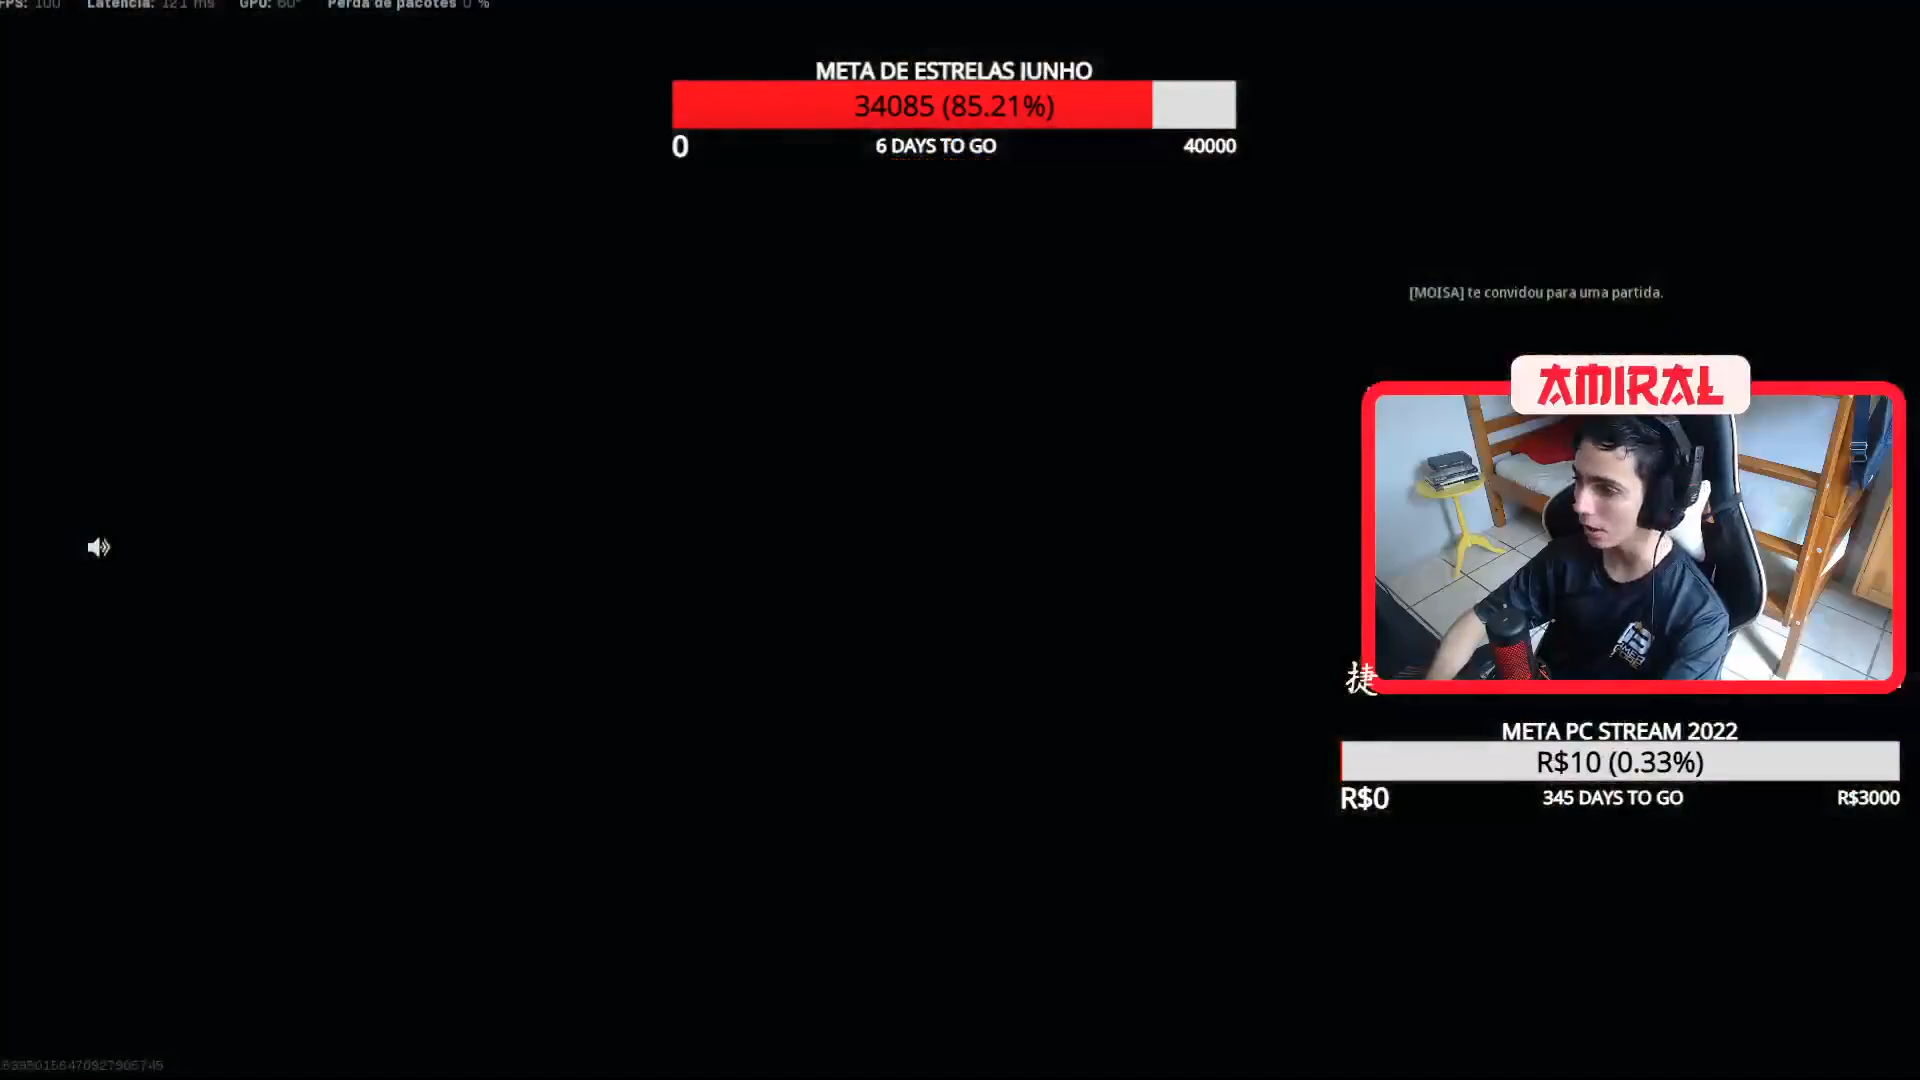 FPS: 100 Latência: 121 ms GPU: 60° Perda de pacotes 0 %
META DE ESTRELAS JUNHO
34085 (85.21%)
0 6 DAYS TO GO 40000
[MOISA] te convidou para uma partida.
AMIRAL
捷
META PC STREAM 2022
R$10 (0.33%)
R$0 345 DAYS TO GO R$3000